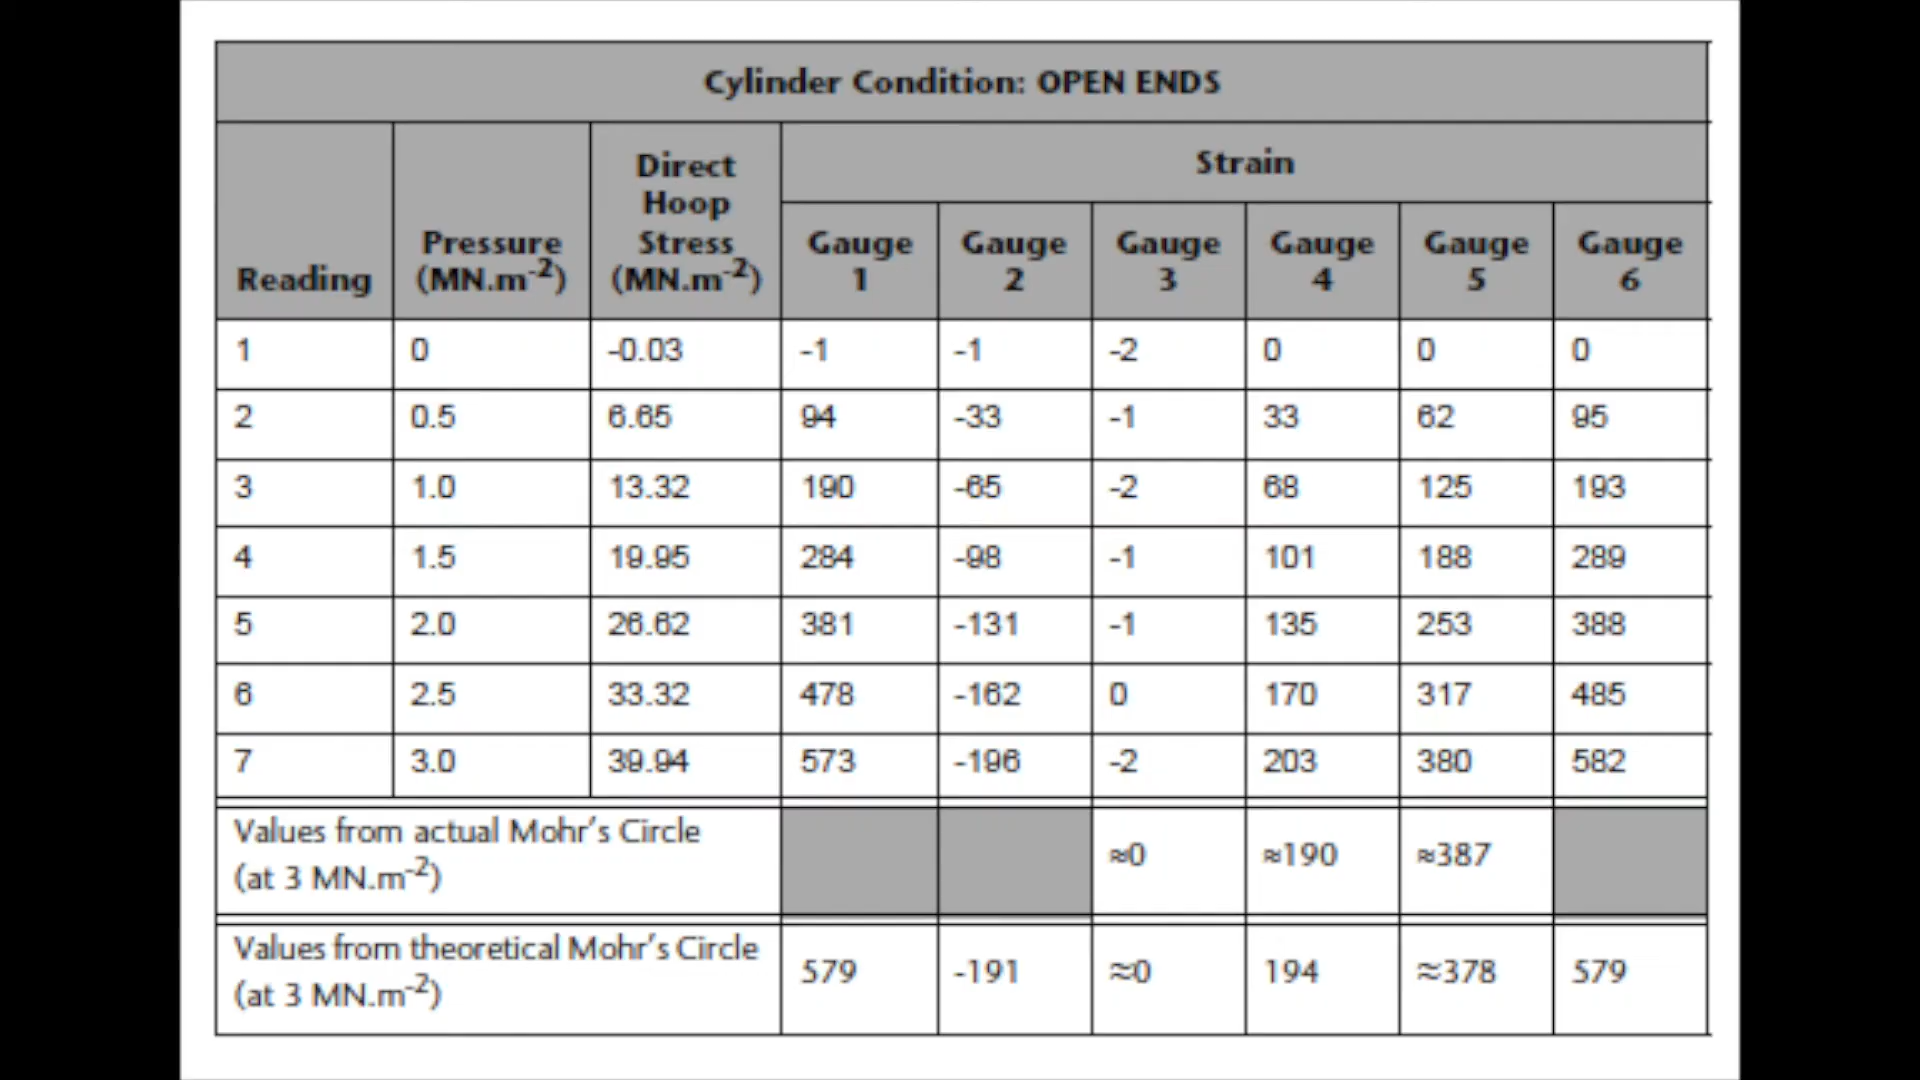 Cylinder Condition: OPEN ENDS
Reading Pressure (MN.m-2) Direct Hoop Stress (MN.m-2) Strain
Gauge 1 Gauge 2 Gauge 3 Gauge 4 Gauge 5 Gauge 6
1 0 -0.03 -1 -1 -2 0 0 0
2 0.5 6.65 94 -33 -1 33 62 95
3 1.0 13.32 190 -65 -2 68 125 193
4 1.5 19.95 284 -98 -1 101 188 289
5 2.0 26.62 381 -131 -1 135 253 388
6 2.5 33.32 478 -162 0 170 317 485
7 3.0 39.94 573 -196 -2 203 380 582
Values from actual Mohr's Circle
(at 3 MN.m-2) ≈0 ≈190 ≈387
Values from theoretical Mohr's Circle
(at 3 MN.m-2) 579 -191 ≈0 194 ≈378 579